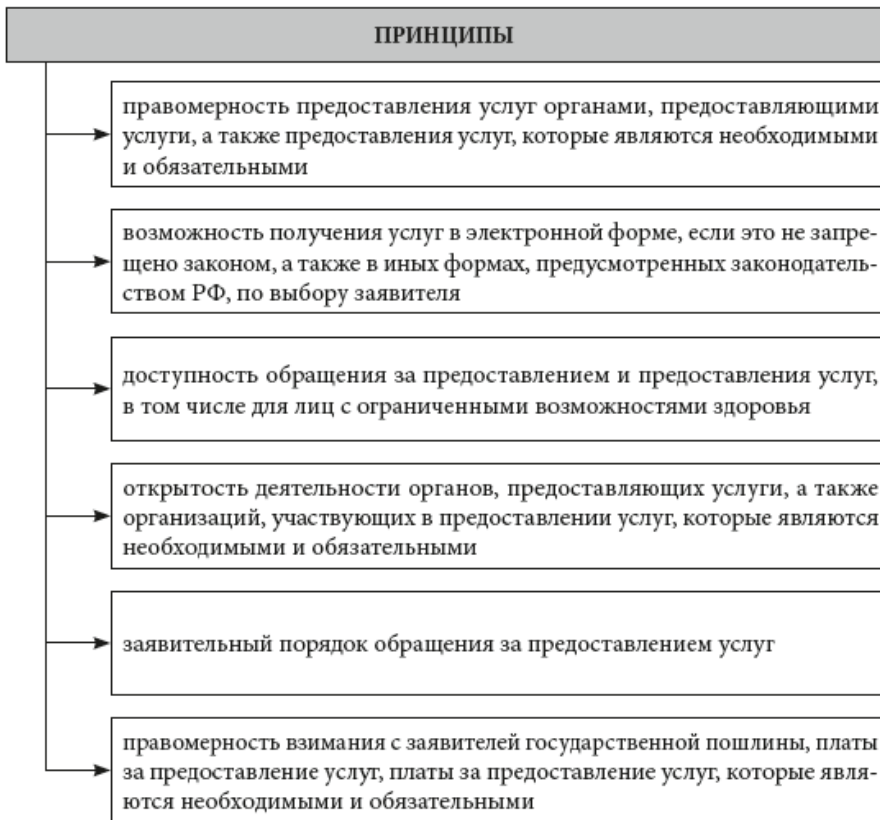 ПРИНЦИПЫ
правомерность предоставления услуг органами, предоставляющими
услуги, а также предоставления услуг, которые являются необходимыми
и обязательными
возможность получения услуг в электронной форме, если это не запре-
щено законом, а также в иных формах, предусмотренных законодатель-
ством РФ, по выбору заявителя
доступность обращения за предоставлением и предоставления услуг,
в том числе для лиц с ограниченными возможностями здоровья
открытость деятельности органов, предоставляющих услуги, а также
организаций, участвующих в предоставлении услуг, которые являются
необходимыми и обязательными
заявительный порядок обращения за предоставлением услуг
правомерность взимания с заявителей государственной пошлины, платы
за предоставление услуг, платы за предоставление услуг, которые явля-
ются необходимыми и обязательными